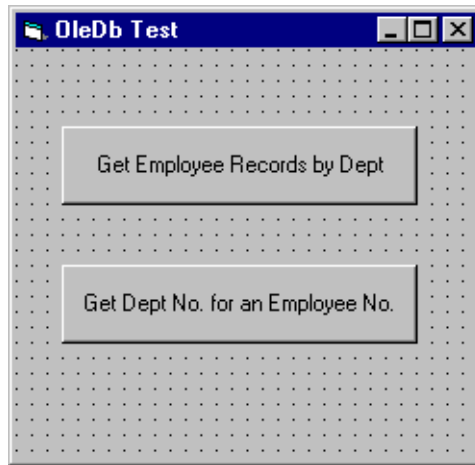 OleDb Test
Get Employee Records by Dept
Get Dept No. for an Employee No.